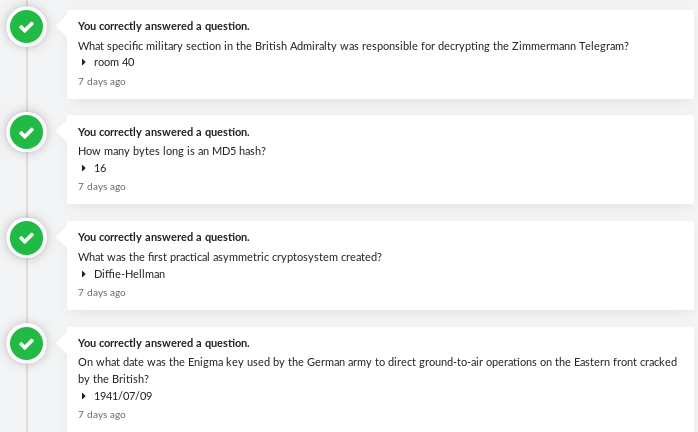 You correctly answered a question.
What specific military section in the British Admiralty was responsible for decrypting the Zimmermann Telegram?
room 40
7 days ago
You correctly answered a question.
How many bytes long is an MD5 hash?
16
7 days ago
You correctly answered a question.
What was the first practical asymmetric cryptosystem created?
Diffie-Hellman
7 days ago
You correctly answered a question.
On what date was the Enigma key used by the German army to direct ground-to-air operations on the Eastern front cracked
by the British?
1941/07/09
7 days ago